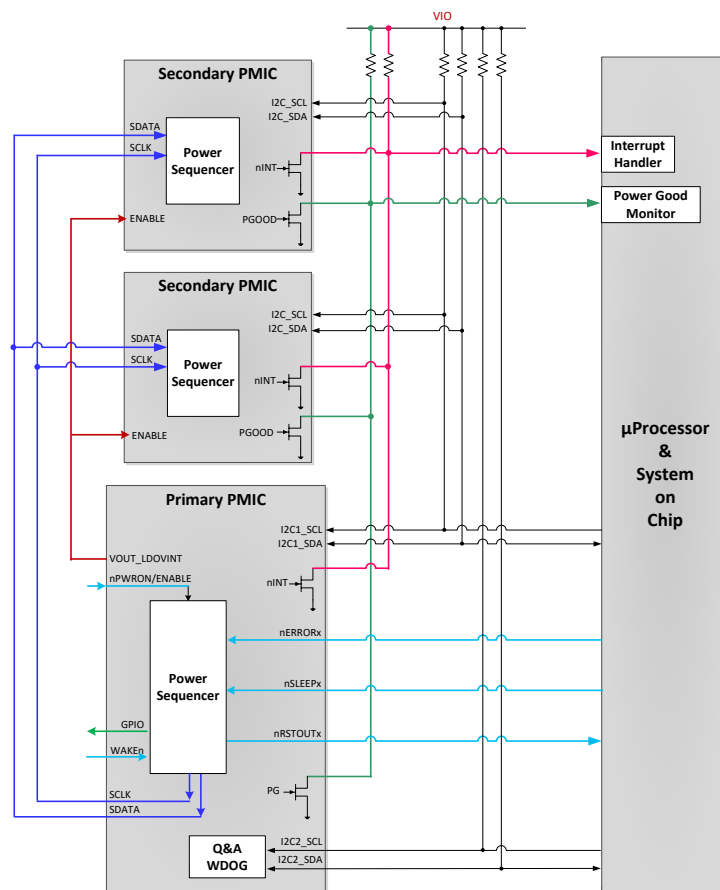 VIO
Secondary PMIC
I2C_SCL
I2C_SDA
SDATA
SCLK
Power
Sequencer
nINT
PGOOD
ENABLE
Interrupt
Handler
Power Good
Monitor
Secondary PMIC
I2C_SCL
I2C_SDA
SDATA
SCLK
Power
Sequencer
nINT
PGOOD
ENABLE
µProcessor
&
System
on
Chip
Primary PMIC
I2C1_SCL
I2C1_SDA
VOUT_LDOVINT
nPWRON/ENABLE
nINT
nERRORx
Power
Sequencer
nSLEEPx
GPIO
nRSTOUTx
WAKEn
SCLK
SDATA
PG
Q&A
WDOG
I2C2_SCL
I2C2_SDA